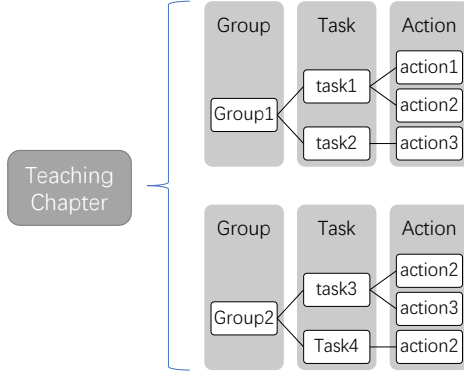 Teaching
Chapter
Group Task Action
Group1
task1
task2
action1
action2
action3
Group Task Action
Group2
task3
Task4
action2
action3
action2